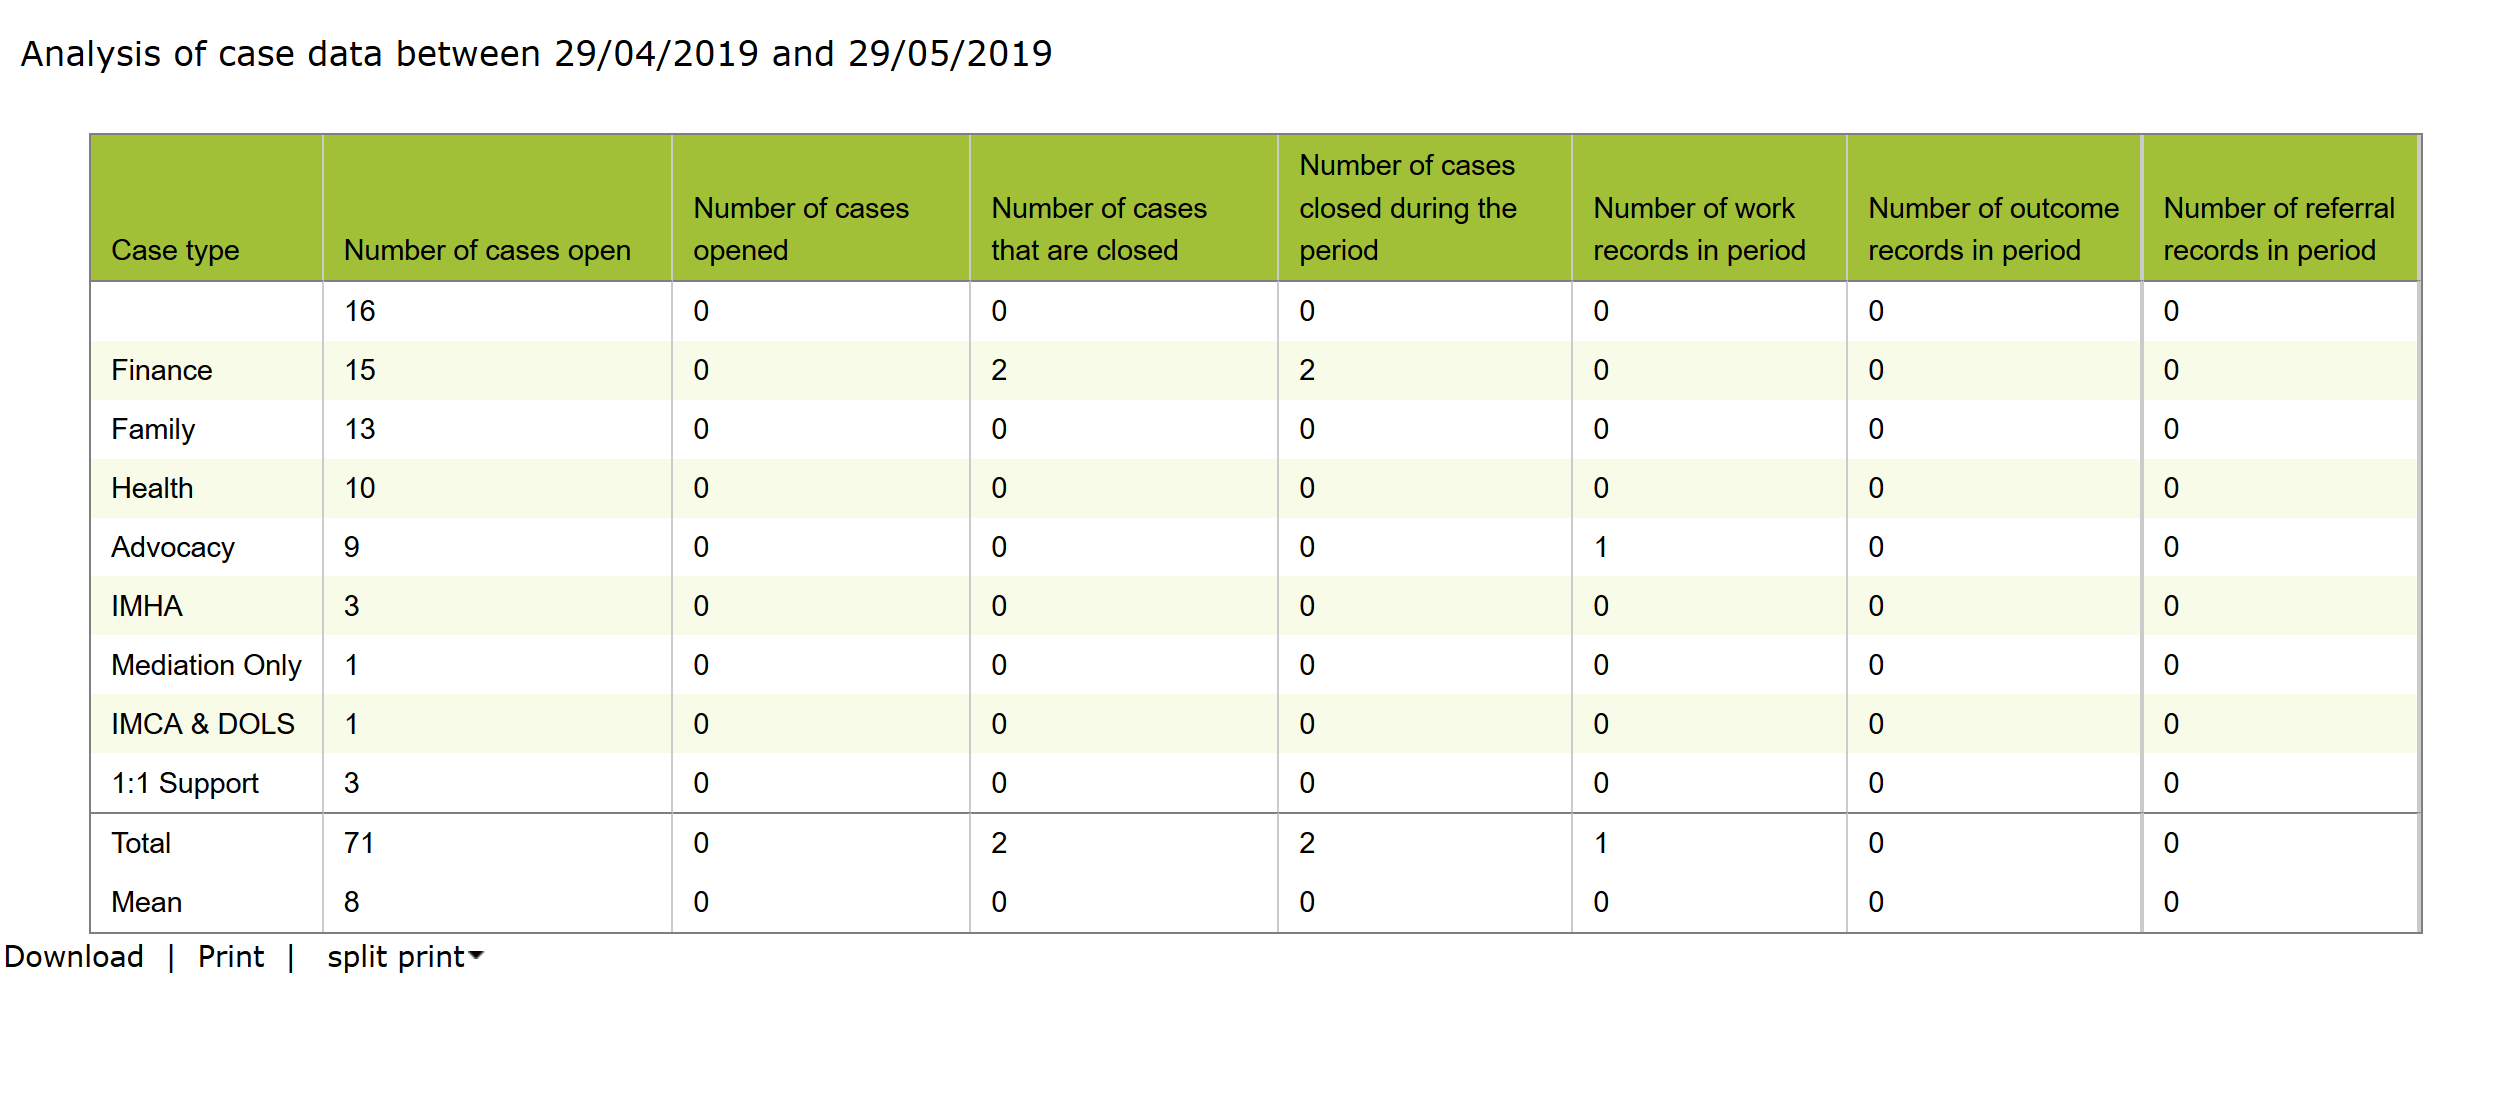 Analysis of case data between 29/04/2019 and 29/05/2019
Case type | Number of cases open | Number of cases opened | Number of cases that are closed | Number of cases closed during the period | Number of work records in period | Number of outcome records in period | Number of referral records in period
16 0 0 0 0 0 0
Finance 15 0 2 2 0 0 0
Family 13 0 0 0 0 0 0
Health 10 0 0 0 0 0 0
Advocacy 9 0 0 0 1 0 0
IMHA 3 0 0 0 0 0 0
Mediation Only 1 0 0 0 0 0 0
IMCA & DOLS 1 0 0 0 0 0 0
1:1 Support 3 0 0 0 0 0 0
Total 71 0 2 2 1 0 0
Mean 8 0 0 0 0 0 0
Download | Print | split print